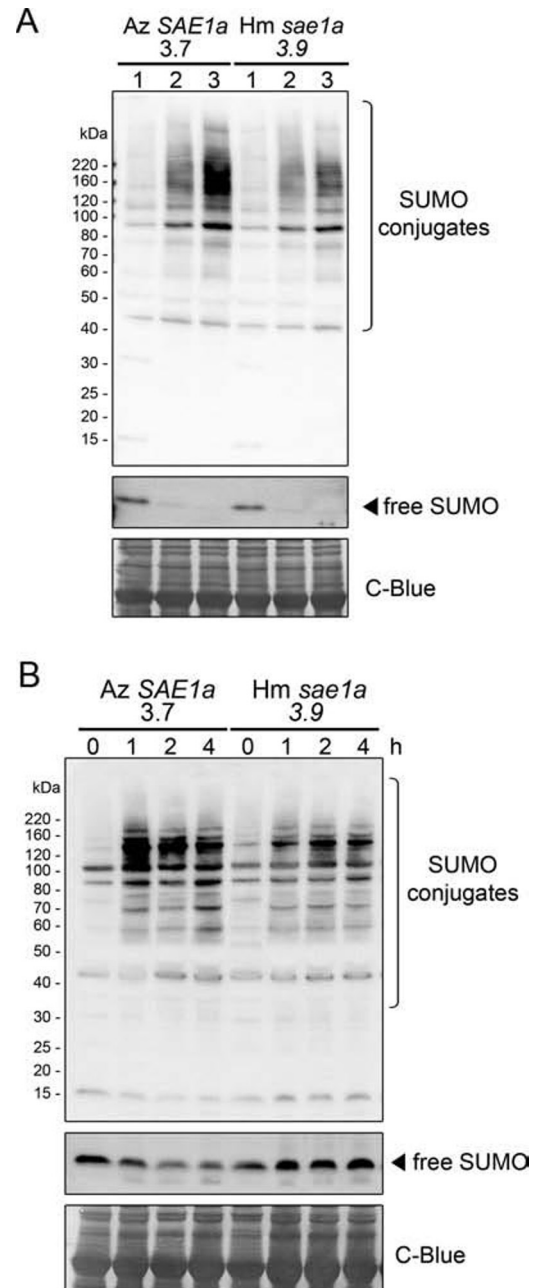 A
Az SAE1a Hm sae1a
3.7 3.9
1 2 3 1 2 3
kDa
220 -
160 -
120 -
100 -
80 -
70 -
60 -
50 -
40 -
30 -
25 -
20 -
15 -
SUMO
conjugates
◀ free SUMO
C-Blue
B
Az SAE1a Hm sae1a
3.7 3.9
0 1 2 4 0 1 2 4 h
kDa
220 -
160 -
120 -
100 -
80 -
70 -
60 -
50 -
40 -
30 -
25 -
20 -
15 -
SUMO
conjugates
◀ free SUMO
C-Blue